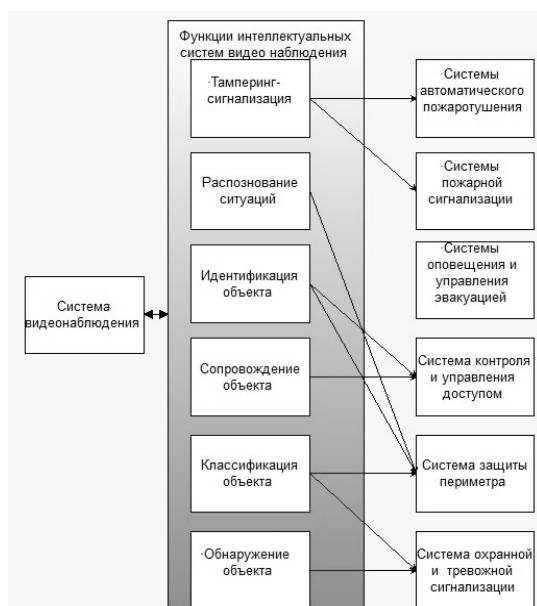 Функции интеллектуальных
систем видео наблюдения
·Тамперинг-
сигнализация
Распознование
ситуаций
Идентификация
объекта
Сопровождение
объекта
Классификация
объекта
·Обнаружение
объекта
Система
видеонаблюдения
·Системы
автоматического
пожаротушения
·Системы
пожарной
сигнализации
·Системы
оповещения и
управления
эвакуацией
Система контроля
и управления
доступом
Система защиты
периметра
Система охранной
и тревожной
сигнализации